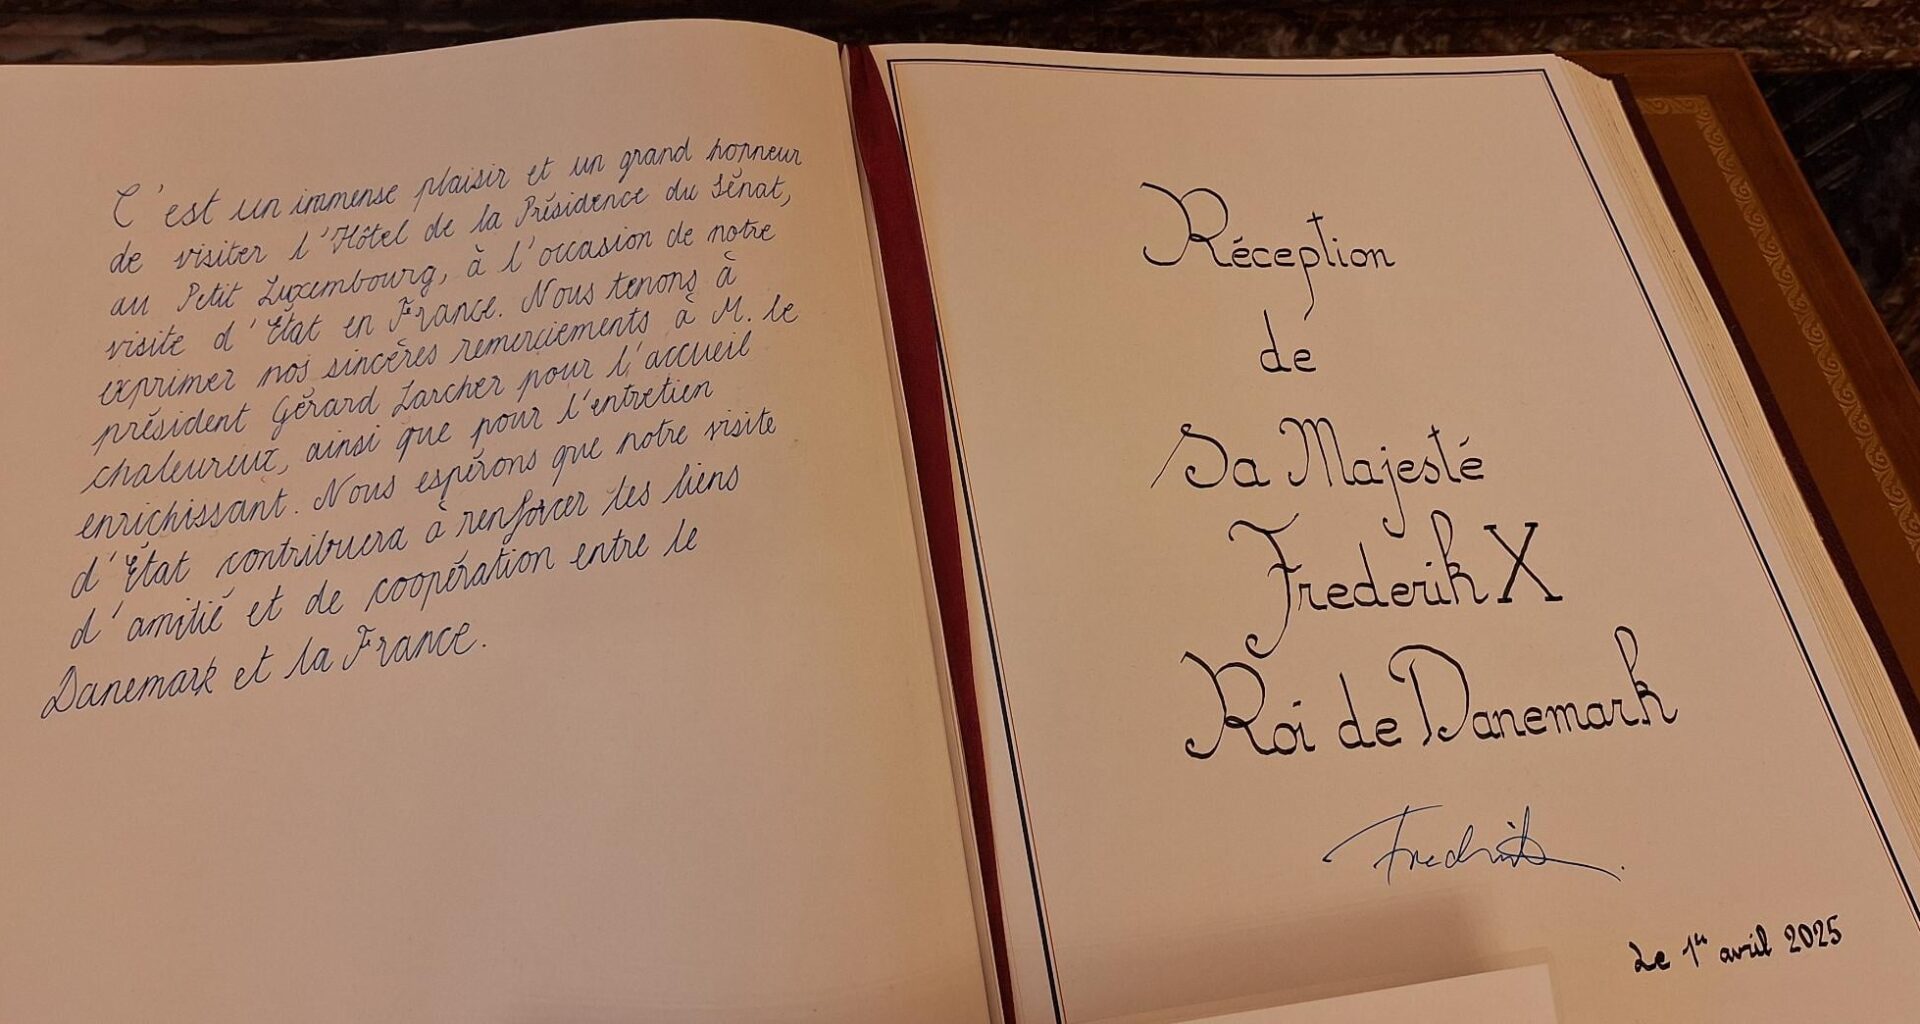 C'est un immense plaisir et un grand honneur
de visiter l'Hôtel de la Présidence du Sénat,
au Petit Luxembourg, à l'occasion de notre
visite d'État en France. Nous tenons à
exprimer nos sincères remerciements à M. le
président Gérard Larcher pour l'accueil
chaleureux, ainsi que pour l'entretien
enrichissant. Nous espérons que notre visite
d'État contribuera à renforcer les liens
d'amitié et de coopération entre le
Danemark et la France.
Réception
de
Sa Majesté
Frederik X
Roi de Danemark
Frederik
Le 1er avril 2025